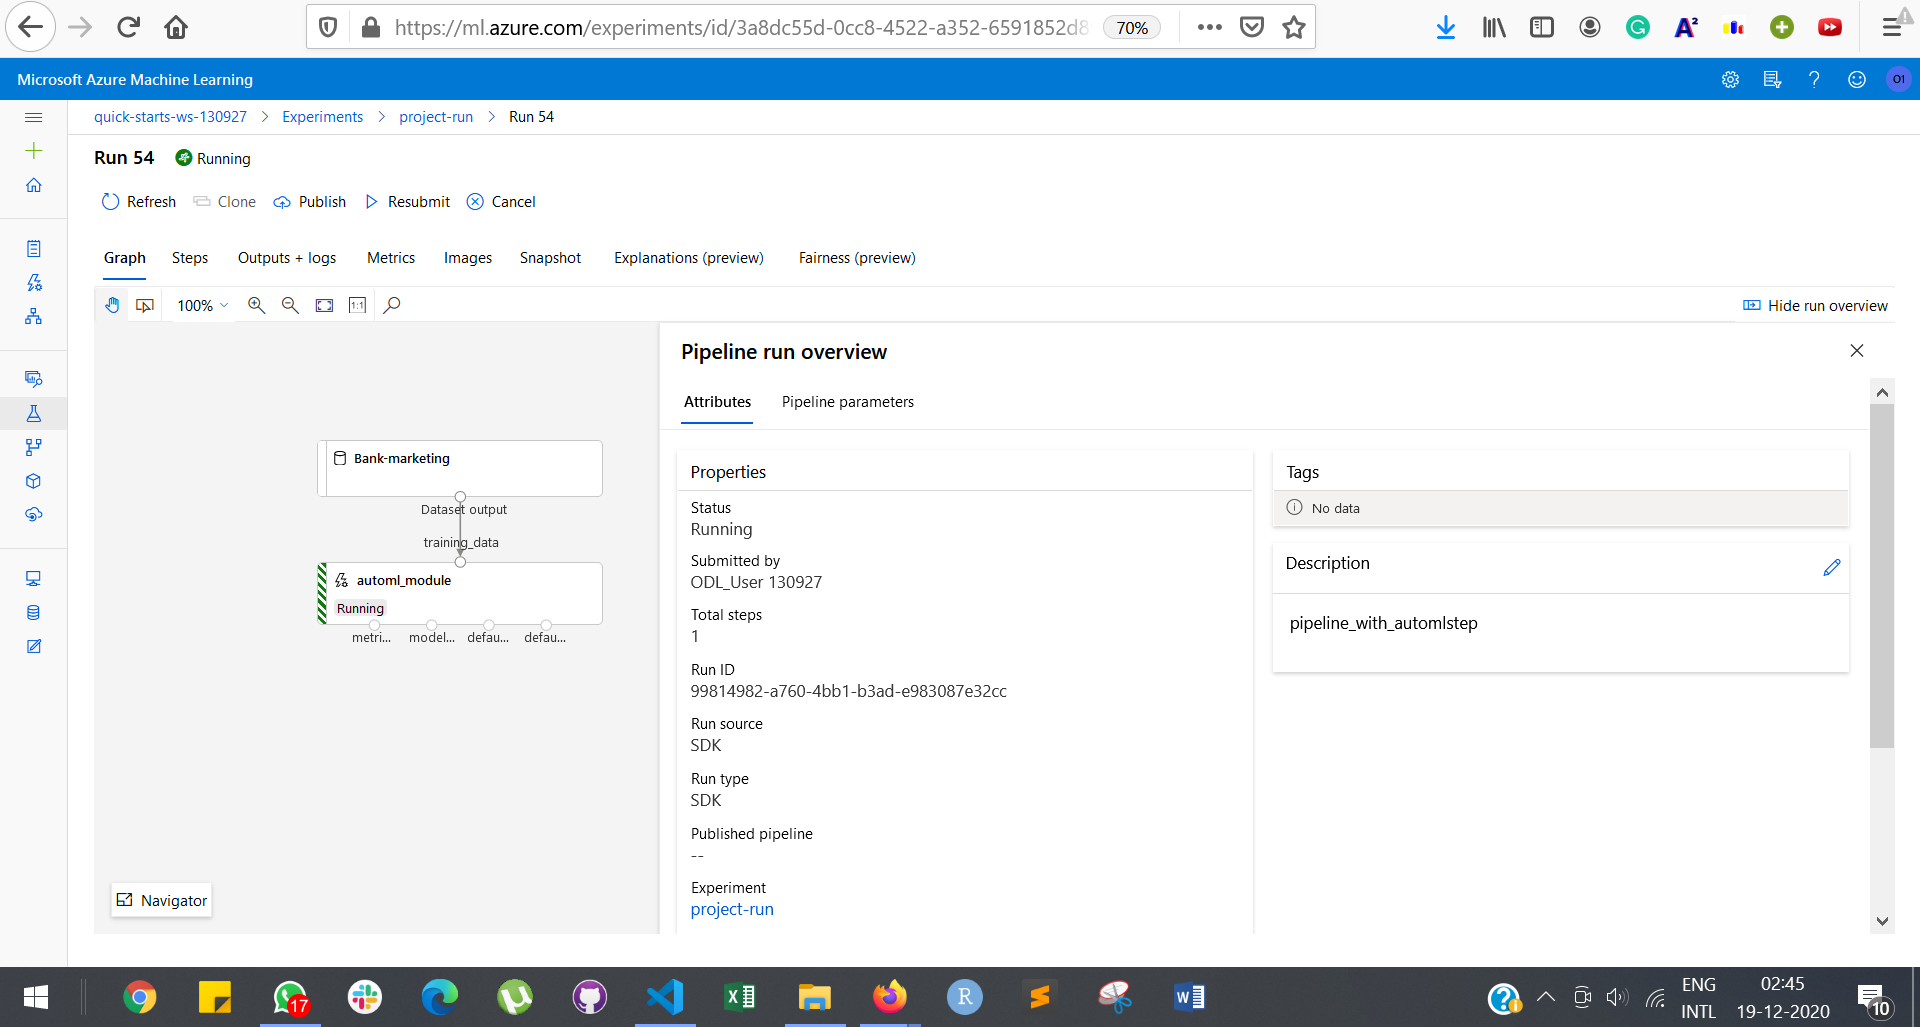 https://ml.azure.com/experiments/id/3a8dc55d-0cc8-4522-a352-6591852d8
70%
Microsoft Azure Machine Learning
O1
quick-starts-ws-130927 > Experiments > project-run > Run 54
Run 54 Running
Refresh Clone Publish Resubmit Cancel
Graph Steps Outputs + logs Metrics Images Snapshot Explanations (preview) Fairness (preview)
100% 1:1 Hide run overview
Bank-marketing
Dataset output
training_data
automl_module
Running
metri... model... defau... defau...
Navigator
Pipeline run overview
Attributes Pipeline parameters
Properties
Status
Running
Submitted by
ODL_User 130927
Total steps
1
Run ID
99814982-a760-4bb1-b3ad-e983087e32cc
Run source
SDK
Run type
SDK
Published pipeline
--
Experiment
project-run
Tags
No data
Description
pipeline_with_automlstep
17
ENG
INTL
02:45
19-12-2020
10